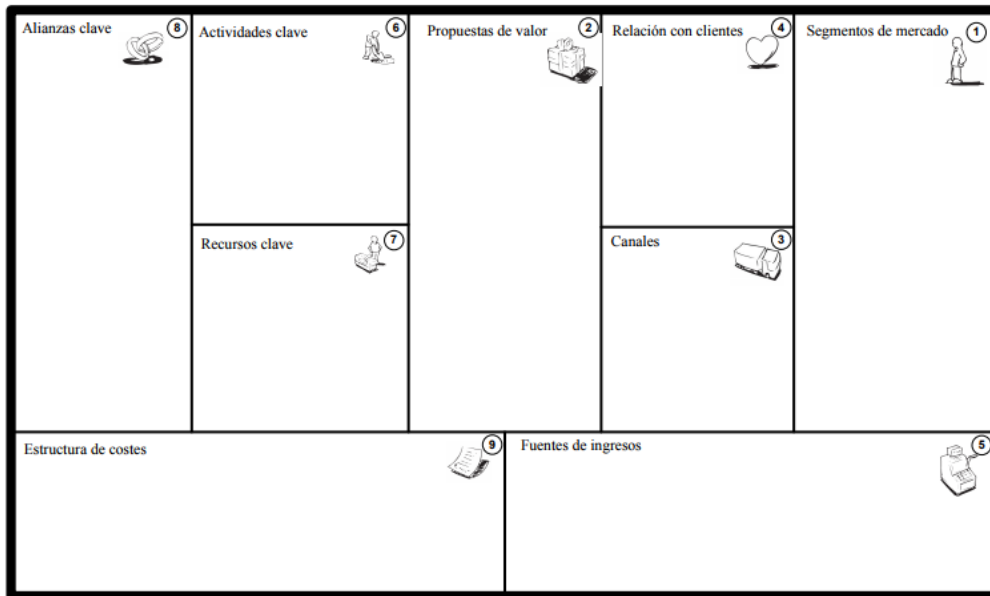 Alianzas clave
8
Actividades clave
6
Propuestas de valor
2
Relación con clientes
4
Segmentos de mercado
1
Recursos clave
7
Canales
3
Estructura de costes
9
Fuentes de ingresos
5